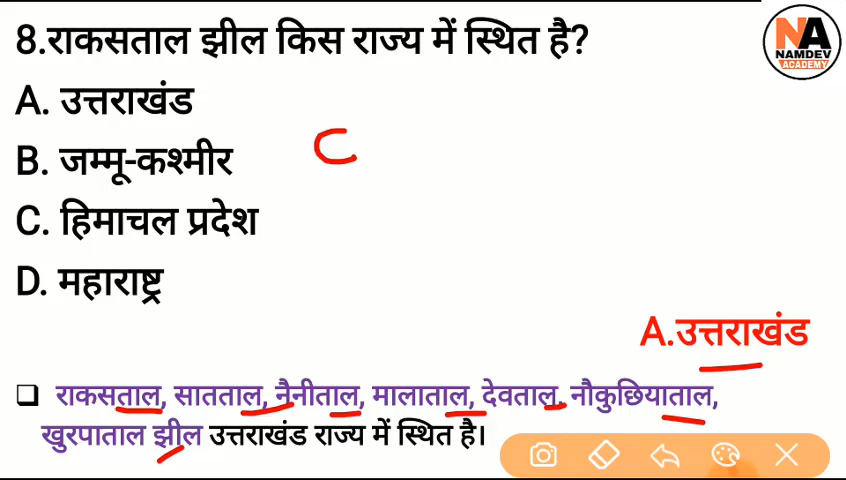 8.राकसताल झील किस राज्य में स्थित है?
NA
NAMDEV
ACADEMY
A. उत्तराखंड
B. जम्मू-कश्मीर
C
C. हिमाचल प्रदेश
D. महाराष्ट्र
A.उत्तराखंड
राकसताल, सातताल, नैनीताल, मालाताल, देवताल, नौकुछियाताल,
खुरपाताल झील उत्तराखंड राज्य में स्थित है।